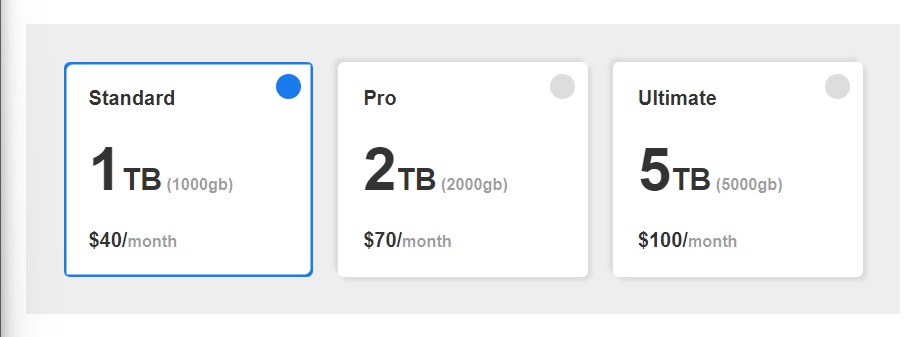 Standard
1TB (1000gb)
$40/month
Pro
2TB (2000gb)
$70/month
Ultimate
5TB (5000gb)
$100/month